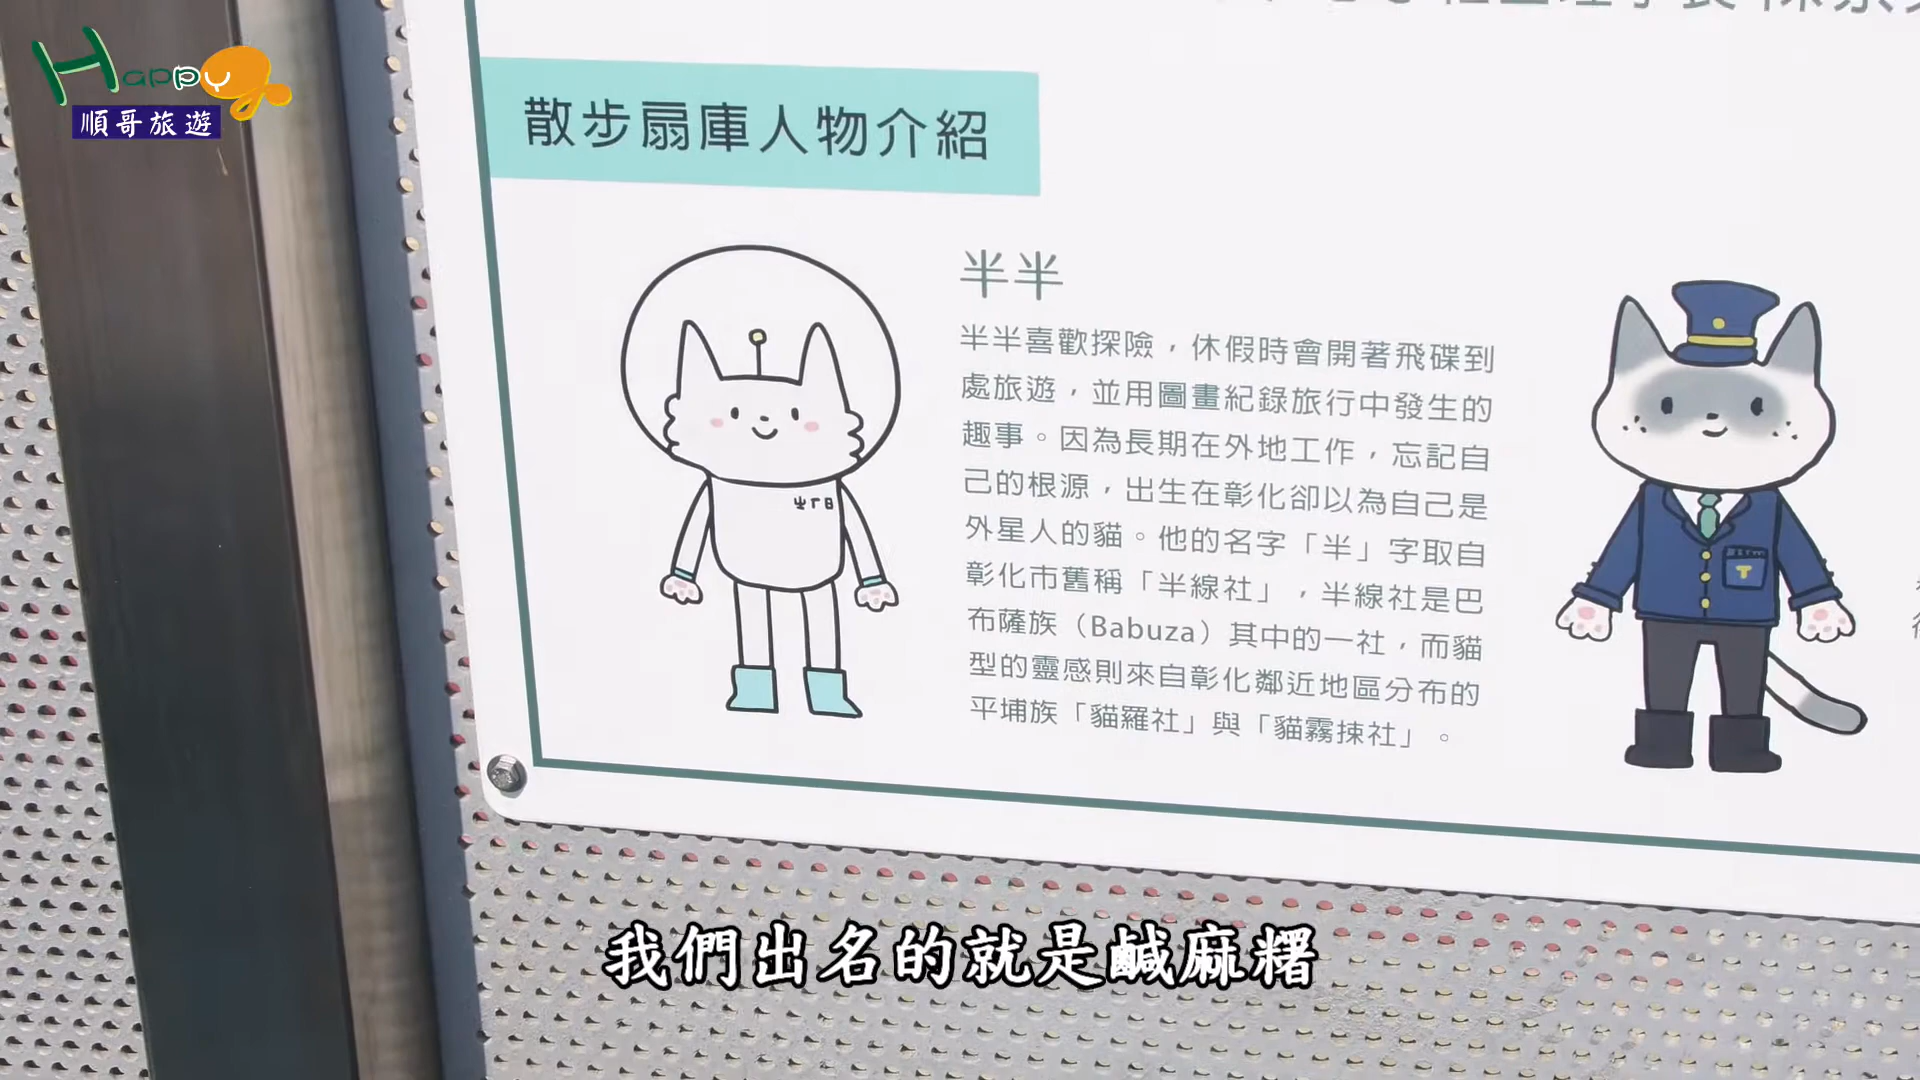 Happy Go
順哥旅遊
散步扇庫人物介紹
半半
半半喜歡探險，休假時會開著飛碟到
處旅遊，並用圖畫紀錄旅行中發生的
趣事。因為長期在外地工作，忘記自
己的根源，出生在彰化卻以為自己是
外星人的貓。他的名字「半」字取自
彰化市舊稱「半線社」，半線社是巴
布薩族（Babuza）其中的一社，而貓
型的靈感則來自彰化鄰近地區分布的
平埔族「貓羅社」與「貓霧拺社」。
我們出名的就是鹹麻糬